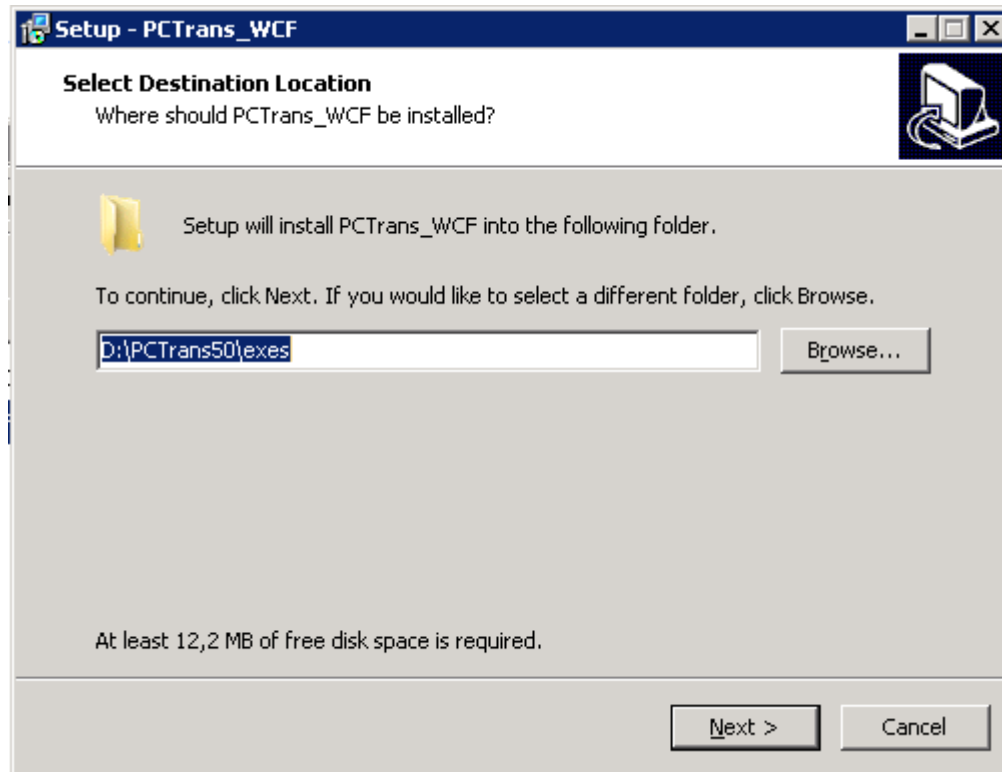 Setup - PCTrans_WCF
Select Destination Location
Where should PCTrans_WCF be installed?
Setup will install PCTrans_WCF into the following folder.
To continue, click Next. If you would like to select a different folder, click Browse.
D:\PCTrans50\exes
Browse...
At least 12,2 MB of free disk space is required.
Next >
Cancel